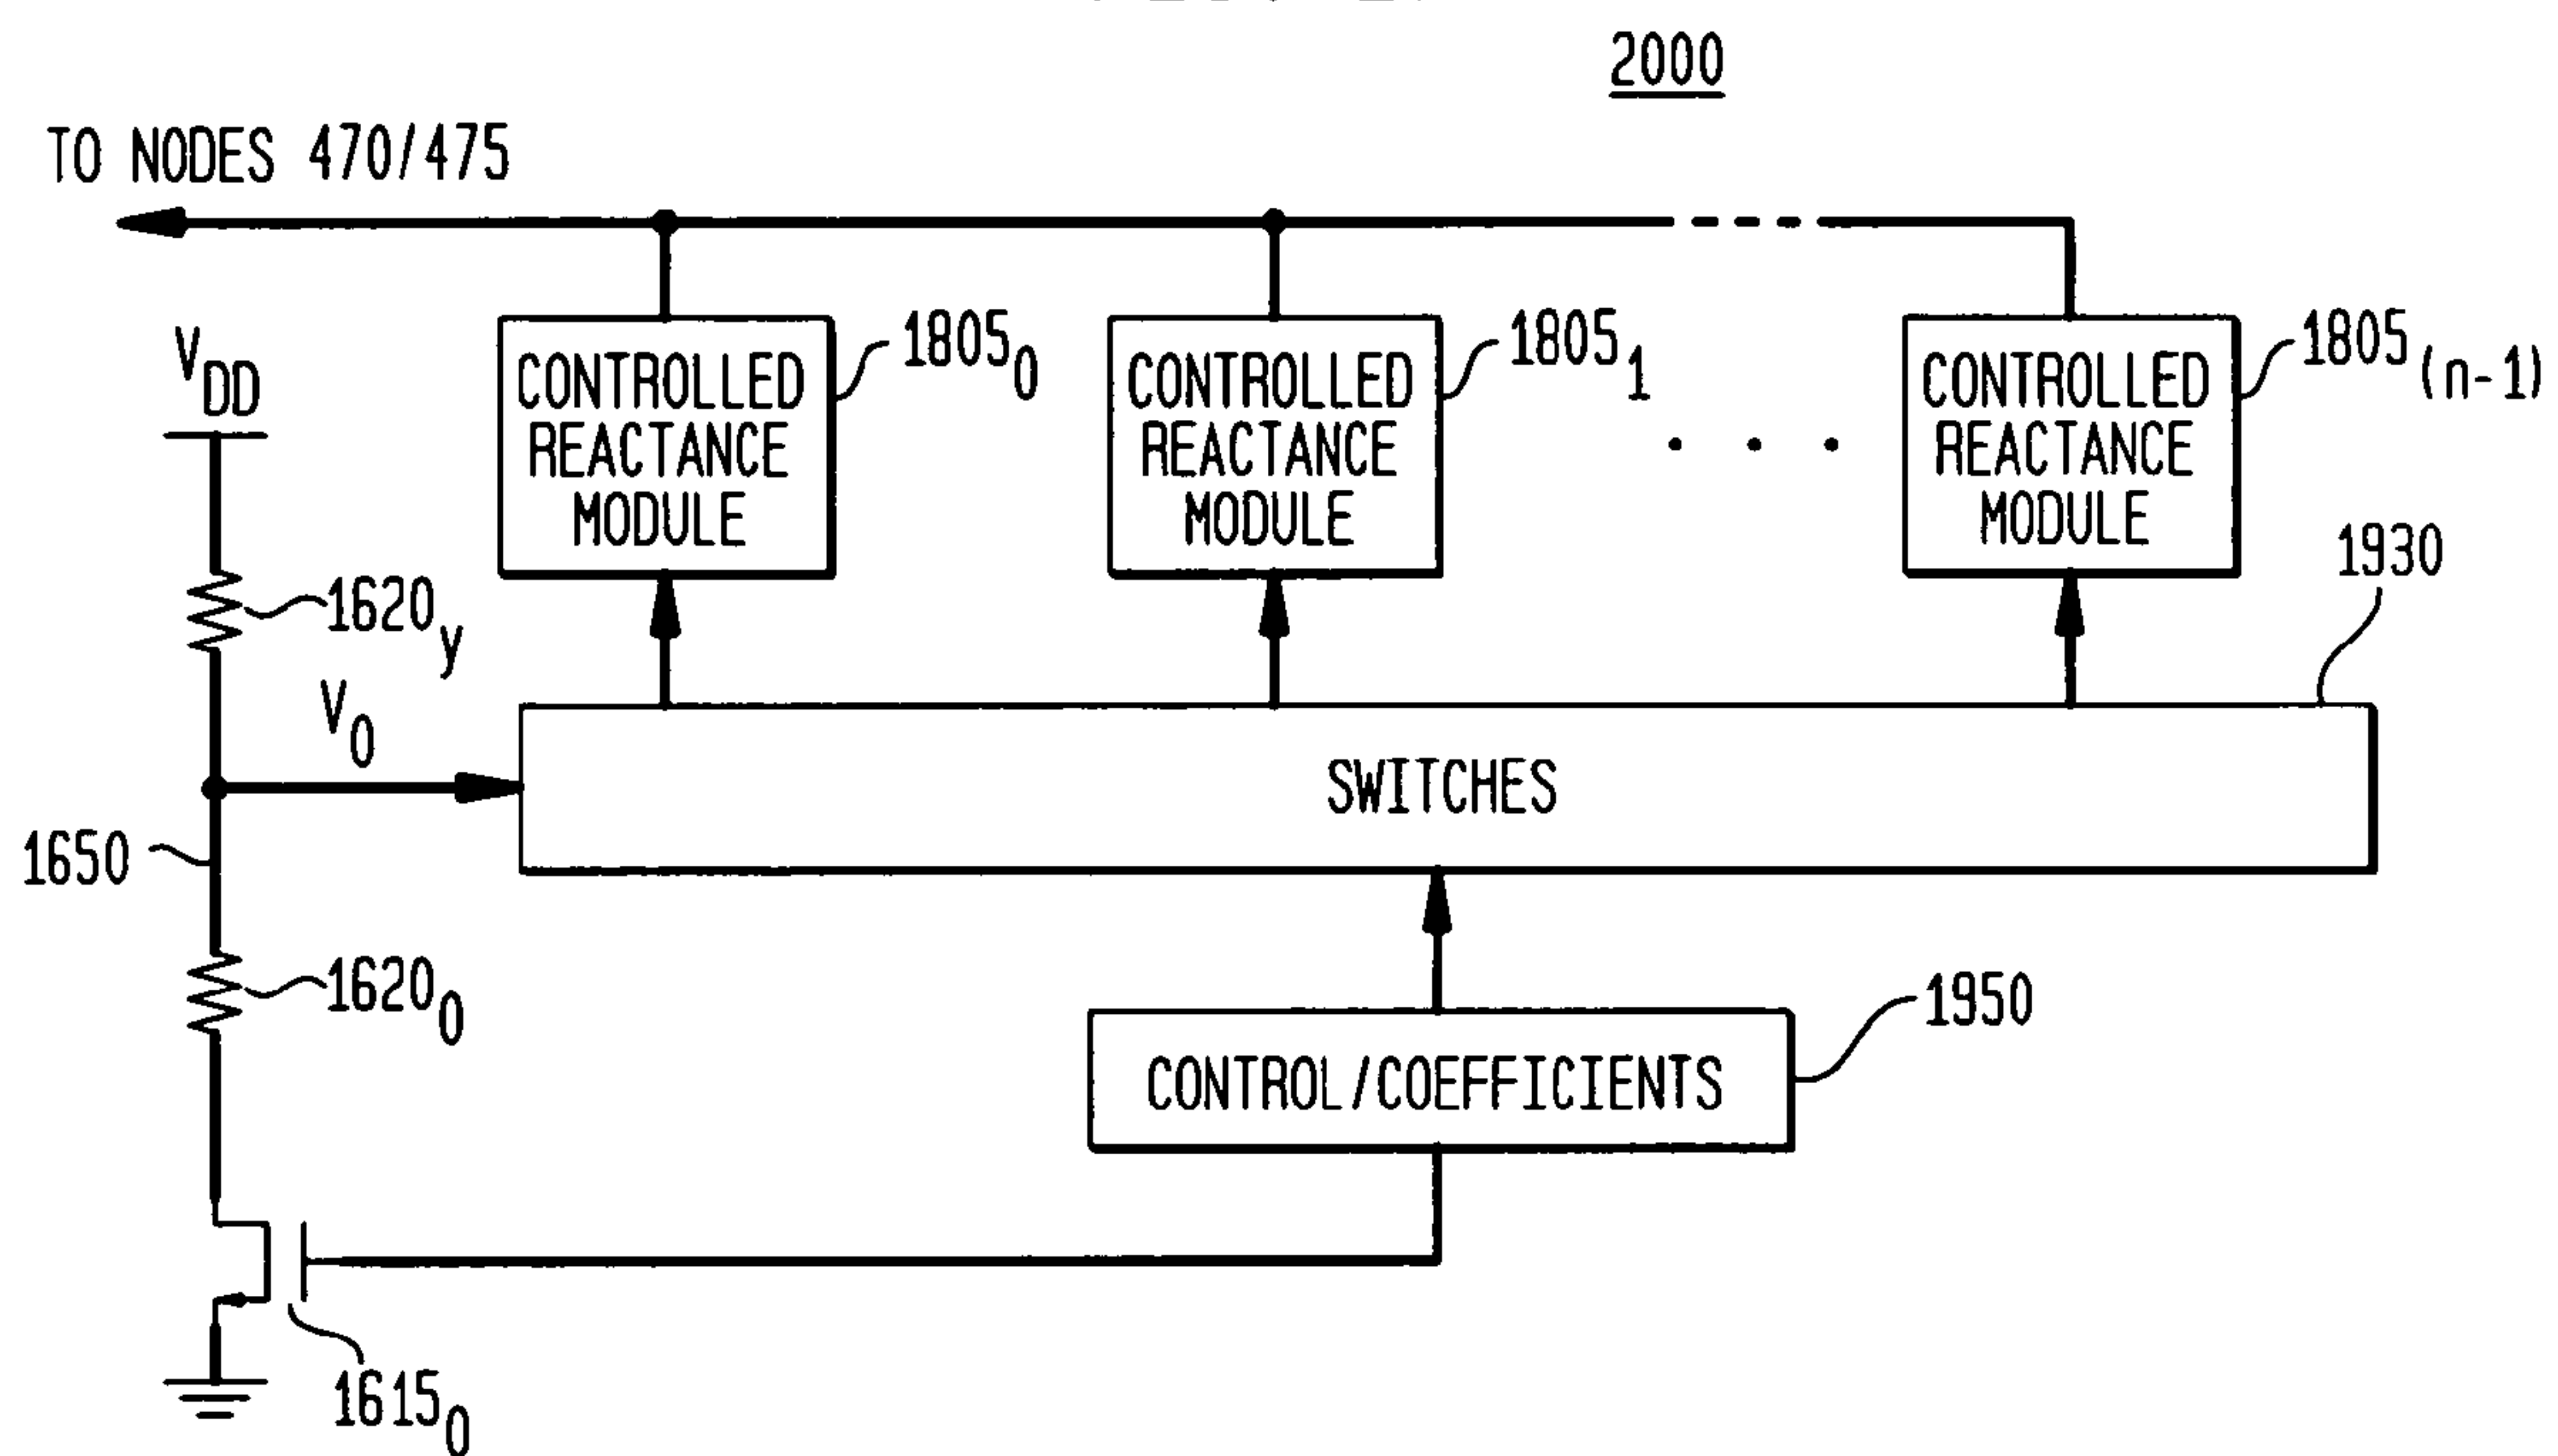 2000
TO NODES 470/475
VDD
CONTROLLED
REACTANCE
MODULE
18050
CONTROLLED
REACTANCE
MODULE
18051
. . .
CONTROLLED
REACTANCE
MODULE
1805(n-1)
1930
1620y
V0
SWITCHES
1650
16200
1950
CONTROL/COEFFICIENTS
16150